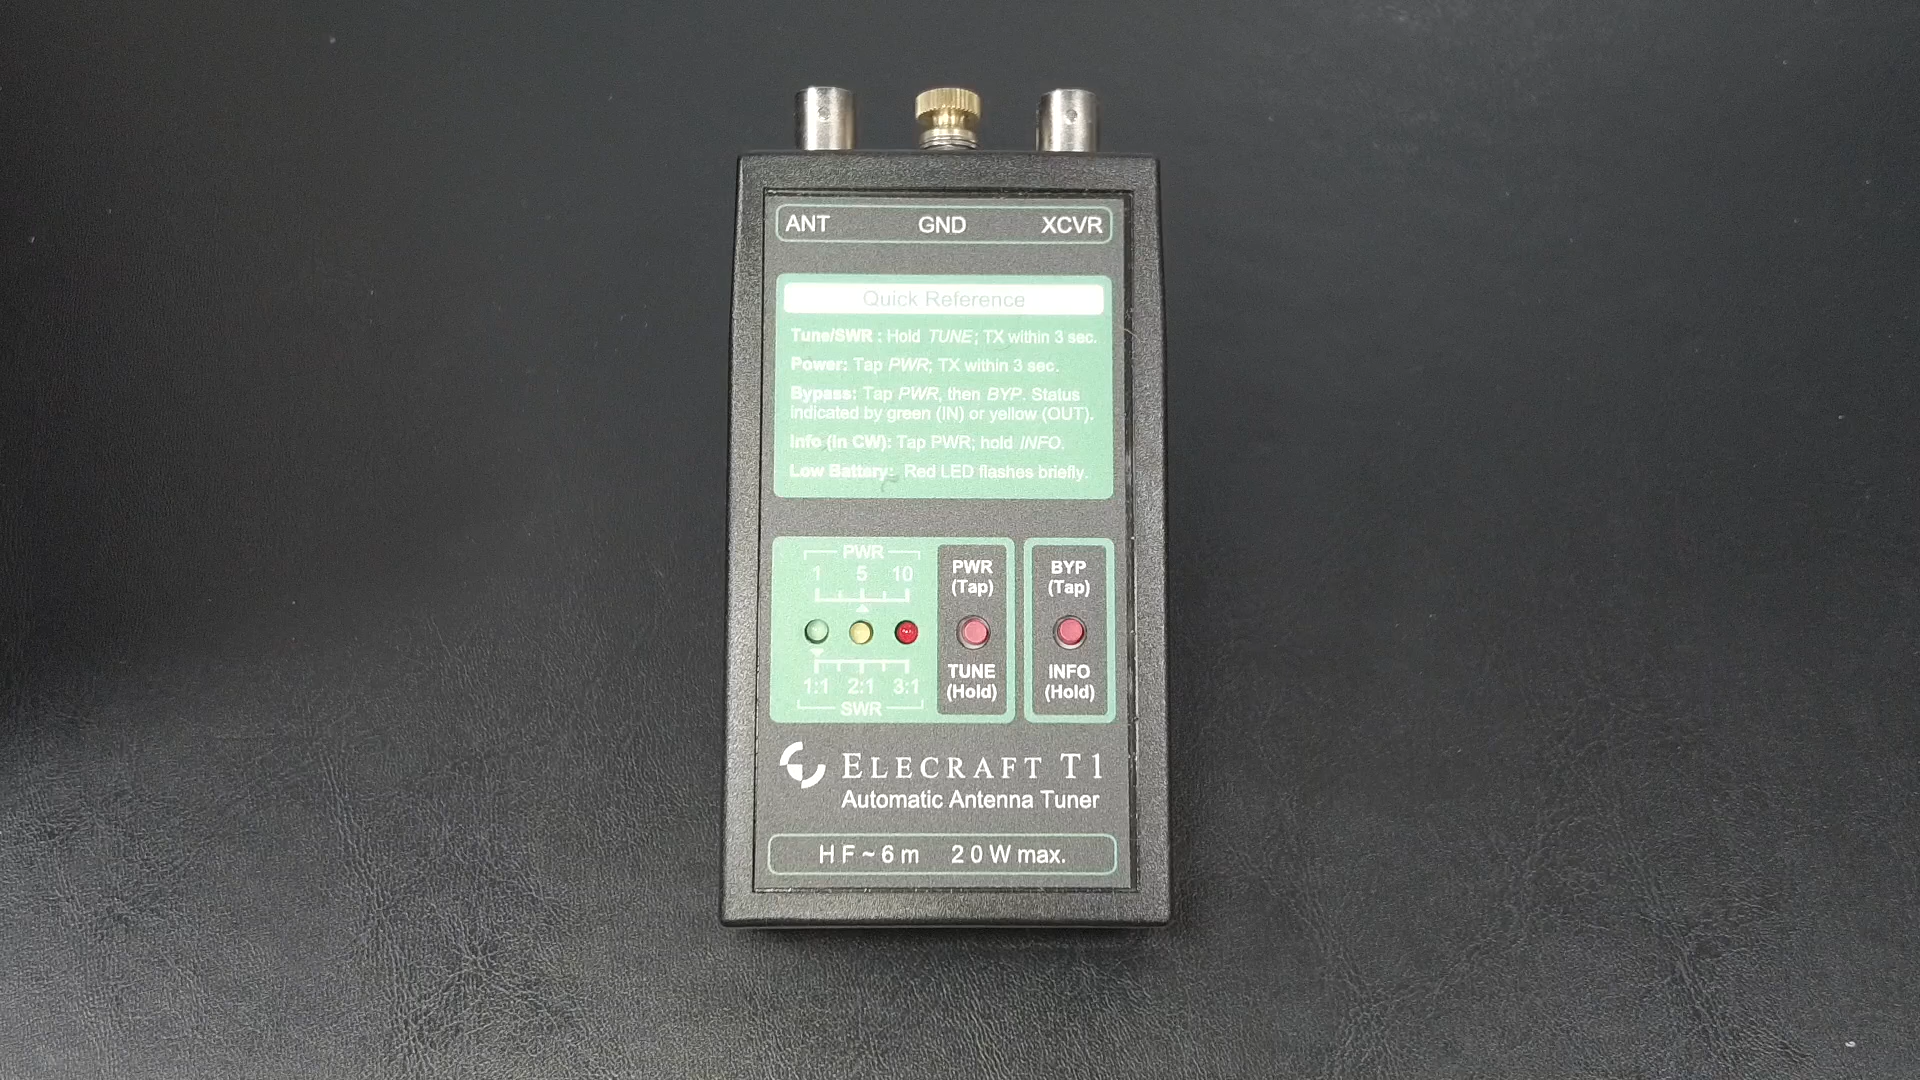 ANT GND XCVR
Quick Reference
Tune/SWR : Hold TUNE; TX within 3 sec.
Power: Tap PWR; TX within 3 sec.
Bypass: Tap PWR, then BYP. Status
indicated by green (IN) or yellow (OUT).
Info (in CW): Tap PWR; hold INFO.
Low Battery: Red LED flashes briefly.
PWR
1 5 10
PWR
(Tap)
BYP
(Tap)
TUNE
(Hold)
INFO
(Hold)
1:1 2:1 3:1
SWR
ELECRAFT T1
Automatic Antenna Tuner
HF~6m 20W max.